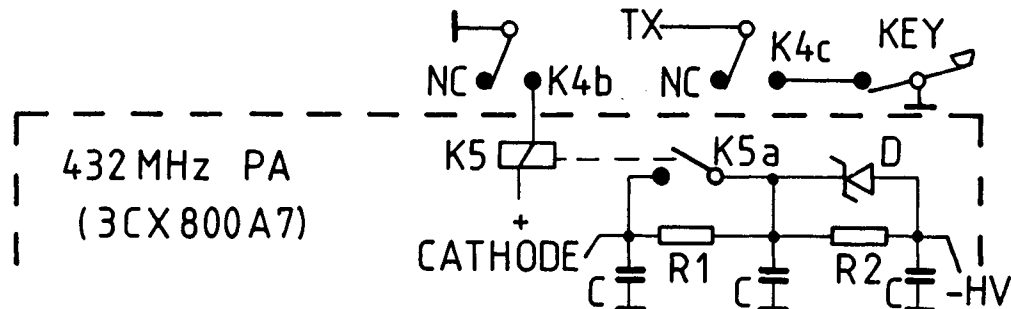 TX
K4c
KEY
NC
K4b
NC
432 MHz PA
(3CX800A7)
K5
K5a
D
+
CATHODE
R1
R2
C
C
C
-HV